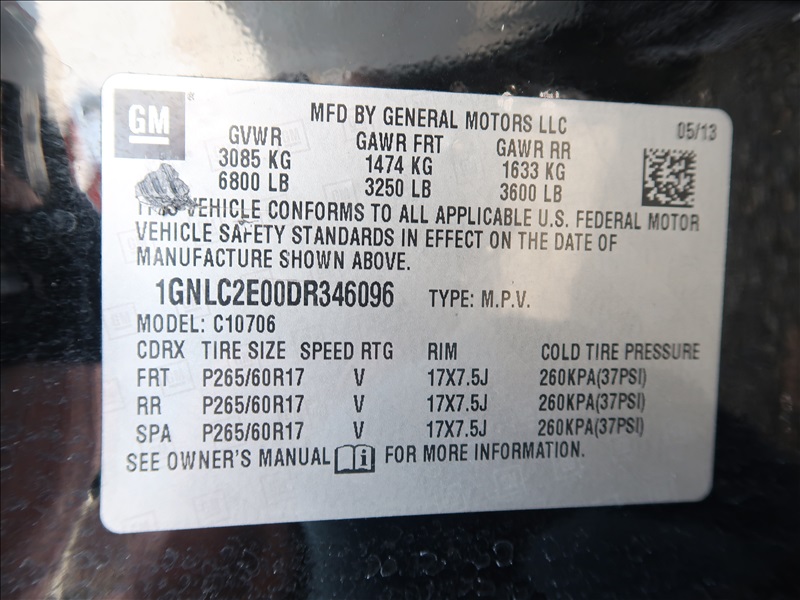 GM
MFD BY GENERAL MOTORS LLC
05/13
GVWR GAWR FRT GAWR RR
3085 KG 1474 KG 1633 KG
6800 LB 3250 LB 3600 LB
THIS VEHICLE CONFORMS TO ALL APPLICABLE U.S. FEDERAL MOTOR
VEHICLE SAFETY STANDARDS IN EFFECT ON THE DATE OF
MANUFACTURE SHOWN ABOVE.
1GNLC2E00DR346096 TYPE: M.P.V.
MODEL: C10706
CDRX TIRE SIZE SPEED RTG RIM COLD TIRE PRESSURE
FRT P265/60R17 V 17X7.5J 260KPA(37PSI)
RR P265/60R17 V 17X7.5J 260KPA(37PSI)
SPA P265/60R17 V 17X7.5J 260KPA(37PSI)
SEE OWNER'S MANUAL FOR MORE INFORMATION.